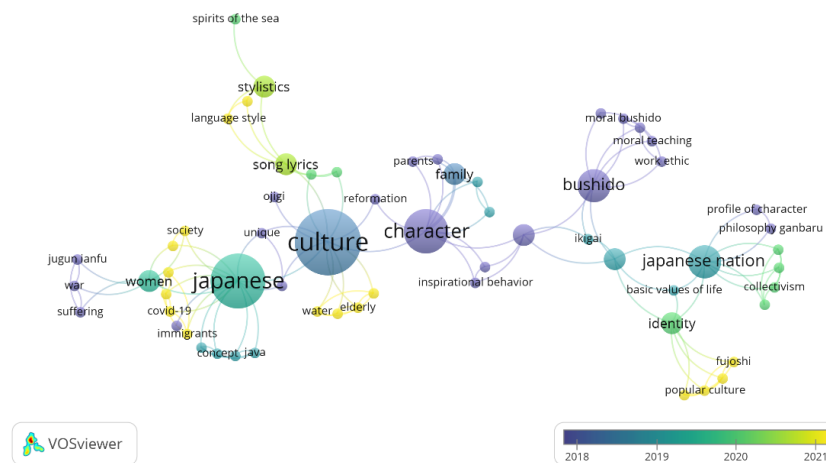 spirits of the sea
stylistics
language style
song lyrics
parents
family
moral bushido
moral teaching
work ethic
bushido
ojigi
reformation
character
profile of character
philosophy ganbaru
society
unique
culture
ikigai
jugun ianfu
women
japanese
inspirational behavior
japanese nation
war
basic values of life
collectivism
suffering
covid-19
water
elderly
identity
immigrants
concept
java
fujoshi
popular culture
VOSviewer
2018
2019
2020
2021